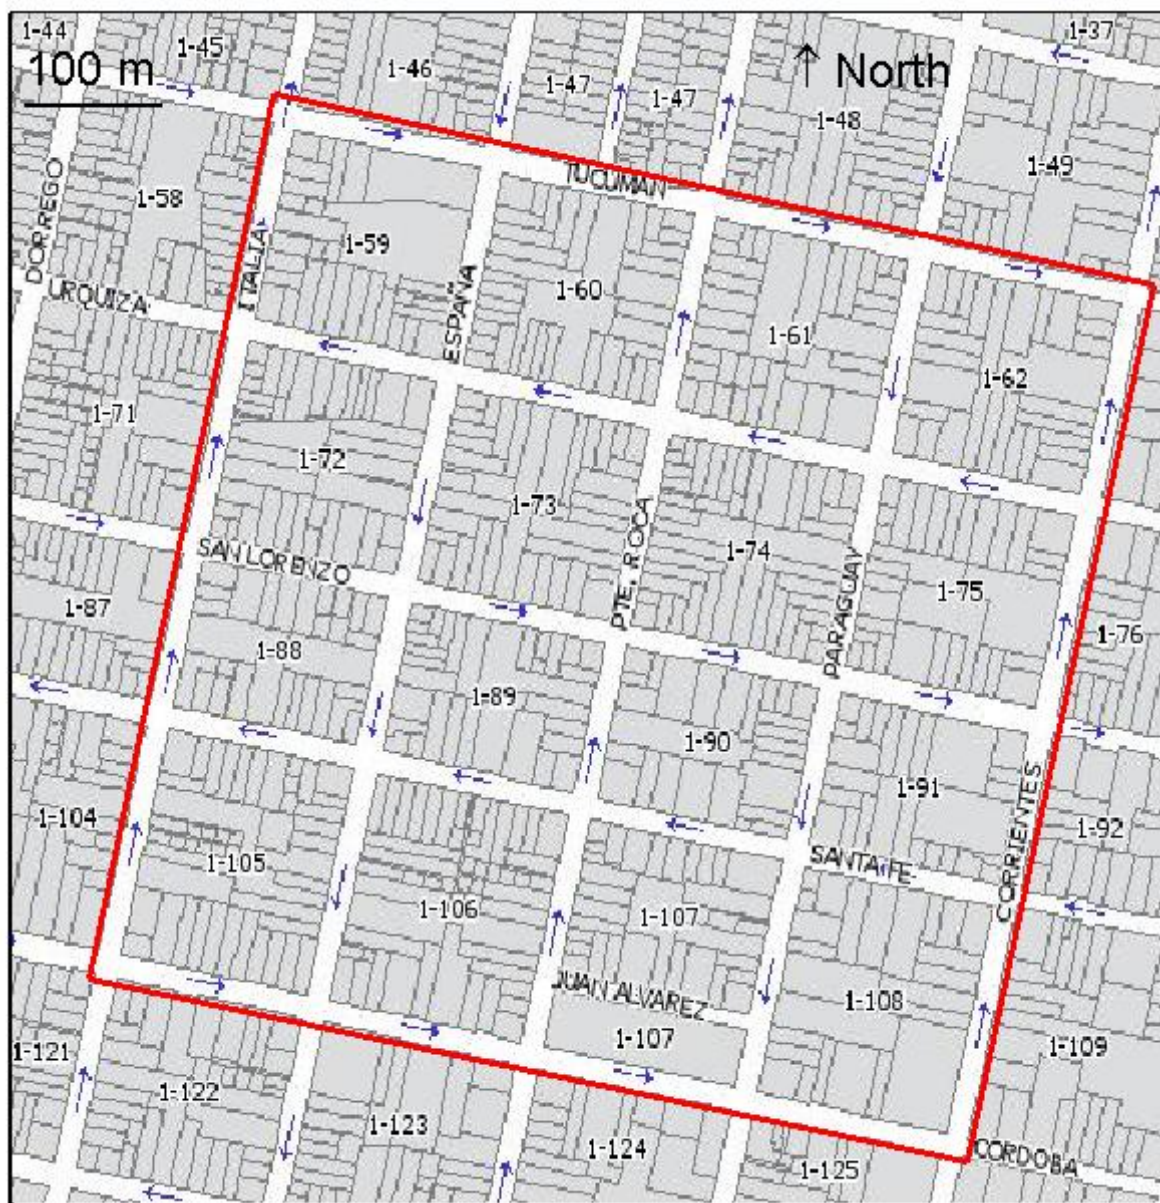 1-44
1-45
1-37
100 m
1-46
1-47
1-47
↑ North
1-48
1-49
DORREGO
1-58
TUCUMAN
1-59
ITALIA
ESPAÑA
1-60
URQUIZA
1-61
1-62
1-71
1-72
1-73
PTE. ROCA
1-74
SAN LORENZO
PARAGUAY
1-75
1-87
1-76
1-88
1-89
1-90
1-91
CORRIENTES
1-104
1-92
1-105
SANTA FE
1-106
1-107
JUAN ALVAREZ
1-108
1-107
1-109
1-121
1-122
1-123
1-124
1-125
CORDOBA